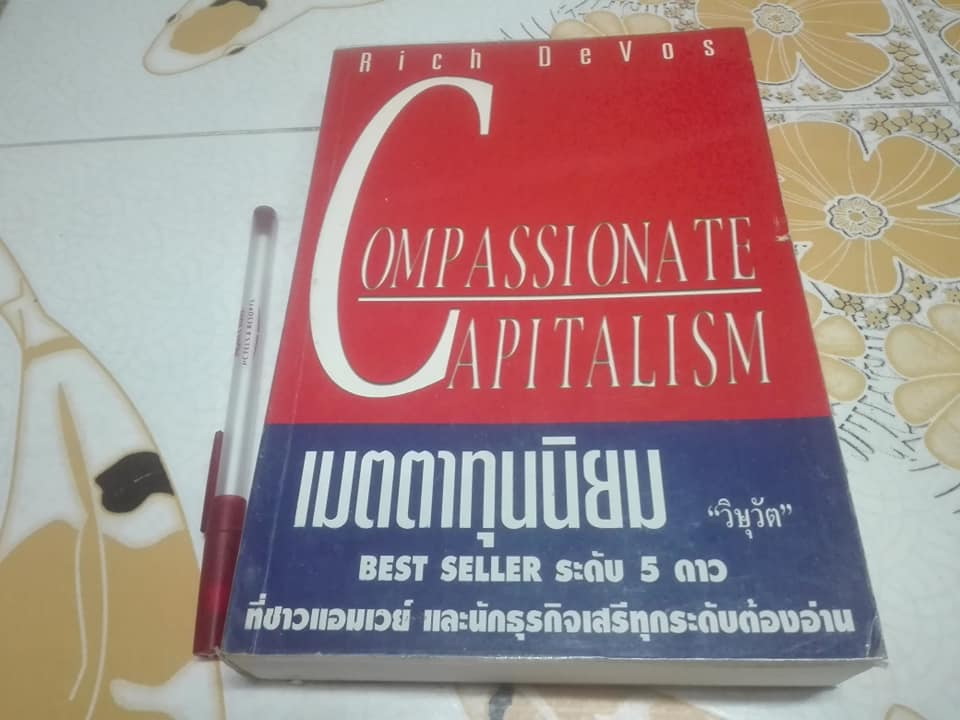 Rich DeVos
COMPASSIONATE
CAPITALISM
เมตตาทุนนิยม
"วิษุวัต"
BEST SELLER ระดับ 5 ดาว
ที่ชาวแอมเวย์ และนักธุรกิจเสรีทุกระดับต้องอ่าน
HOTELS & RESORTS